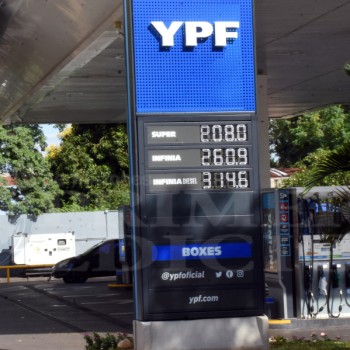 YPF
SUPER 208.0
INFINIA 260.9
INFINIA DIESEL 314.6
BOXES
@ypfoficial
ypf.com